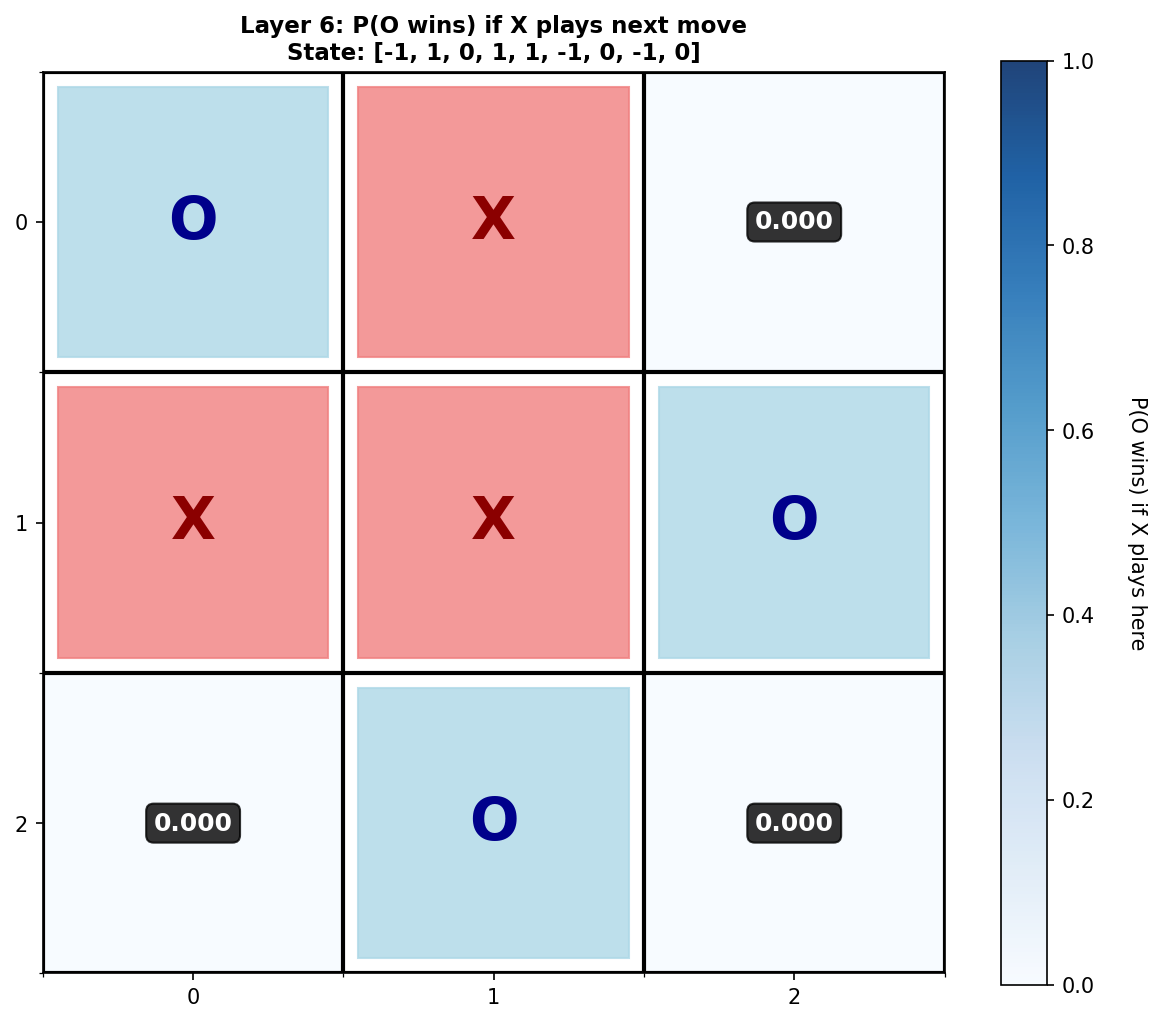 Layer 6: P(O wins) if X plays next move
State: [-1, 1, 0, 1, 1, -1, 0, -1, 0]
0
O
X
0.000
1
X
X
O
2
0.000
O
0.000
0
1
2
1.0
0.8
0.6
0.4
0.2
0.0
P(O wins) if X plays here